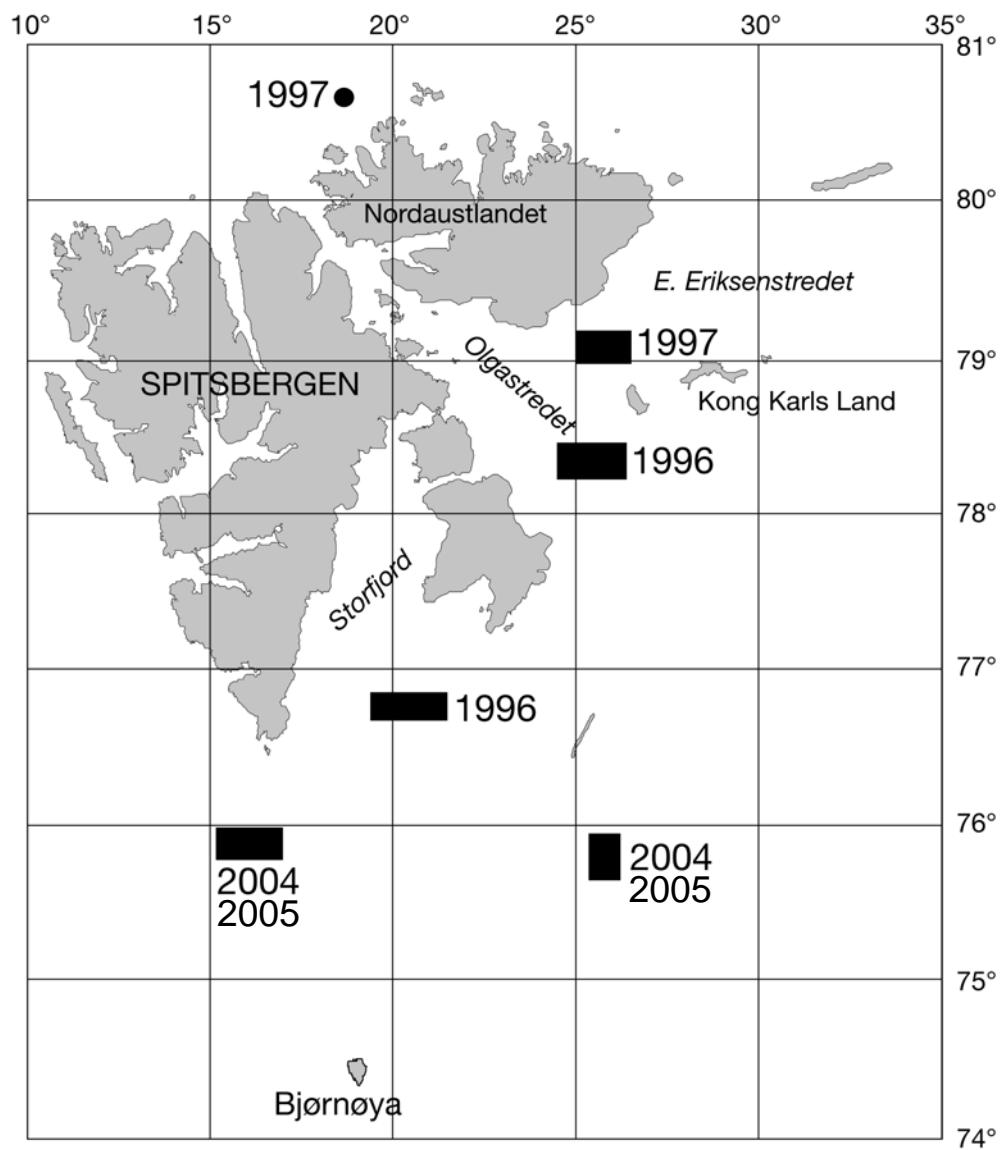 10° 15° 20° 25° 30° 35°
81°
1997
80°
Nordaustlandet
E. Eriksenstredet
1997
79°
Olgastredet
SPITSBERGEN
Kong Karls Land
1996
78°
Storfjord
77°
1996
76°
2004
2005
2004
2005
75°
Bjørnøya
74°